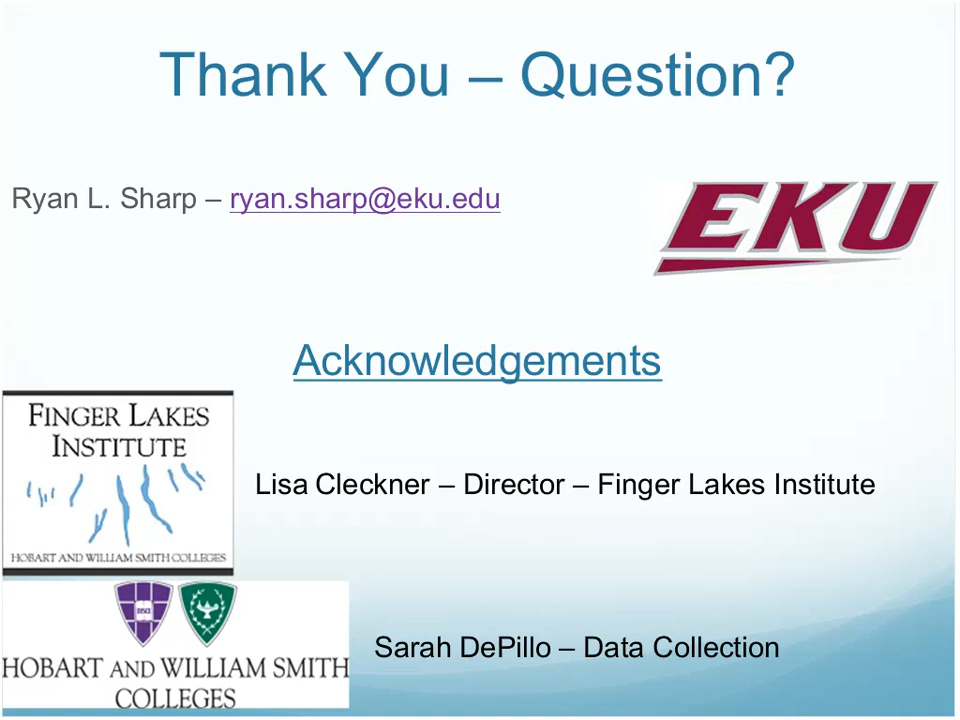 Thank You – Question?
Ryan L. Sharp – ryan.sharp@eku.edu
EKU
Acknowledgements
FINGER LAKES
INSTITUTE
HOBART AND WILLIAM SMITH COLLEGES
Lisa Cleckner – Director – Finger Lakes Institute
DISCE
HOBART AND WILLIAM SMITH
COLLEGES
Sarah DePillo – Data Collection